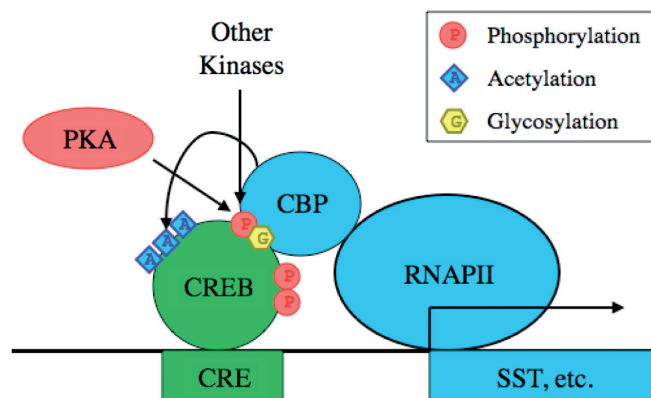 Other
Kinases
P Phosphorylation
A Acetylation
G Glycosylation
PKA
CBP
A A A
P
G
CREB
P
P
RNAPII
CRE
SST, etc.